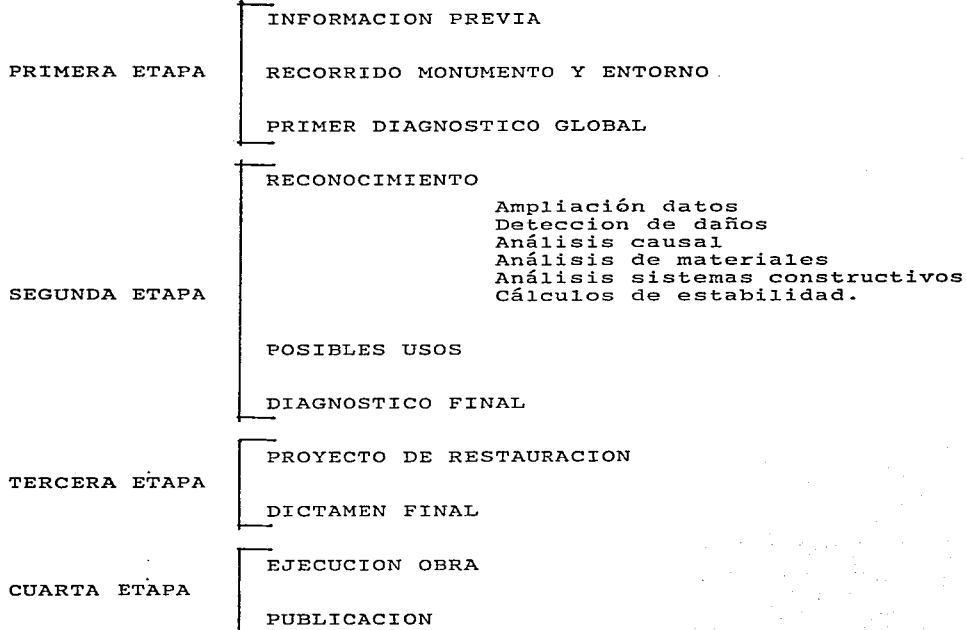 INFORMACION PREVIA
PRIMERA ETAPA
RECORRIDO MONUMENTO Y ENTORNO
PRIMER DIAGNOSTICO GLOBAL
RECONOCIMIENTO
Ampliación datos
Deteccion de daños
Análisis causal
Análisis de materiales
Análisis sistemas constructivos
SEGUNDA ETAPA
Cálculos de estabilidad.
POSIBLES USOS
DIAGNOSTICO FINAL
PROYECTO DE RESTAURACION
TERCERA ETAPA
DICTAMEN FINAL
EJECUCION OBRA
CUARTA ETAPA
PUBLICACION